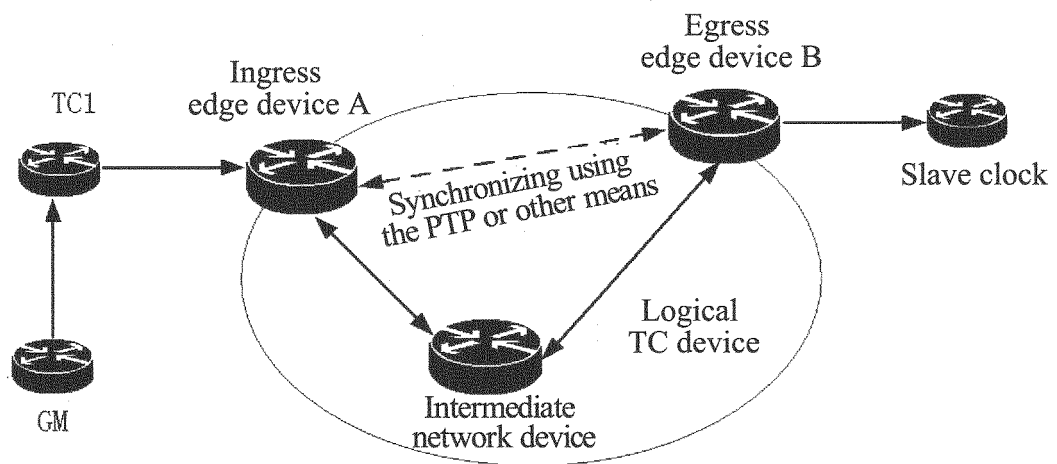 Egress
edge device B
Ingress
edge device A
TC1
Synchronizing using
the PTP or other means
Slave clock
Logical
TC device
GM
Intermediate
network device